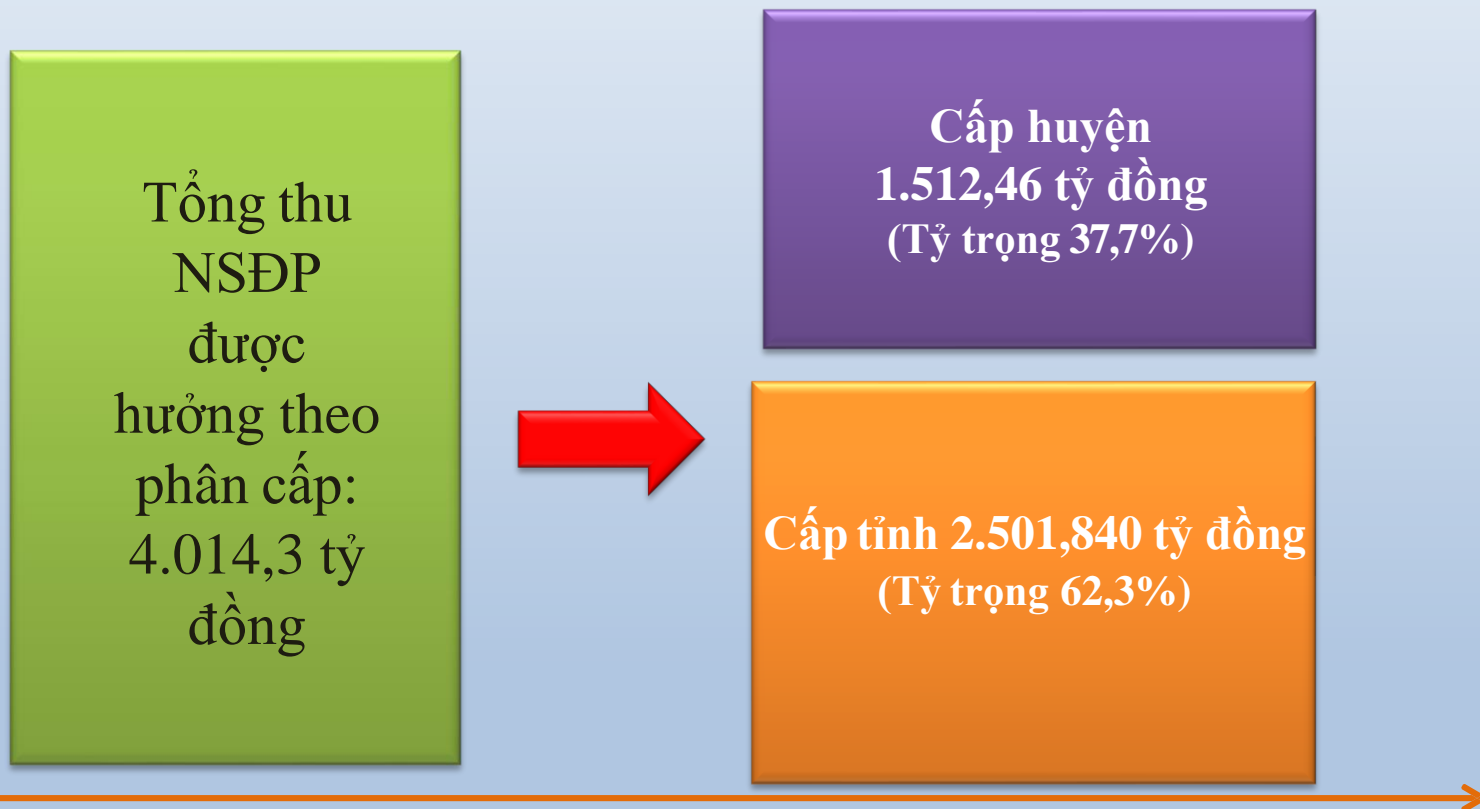 Tổng thu
NSĐP
được
hưởng theo
phân cấp:
4.014,3 tỷ
đồng
Cấp huyện
1.512,46 tỷ đồng
(Tỷ trọng 37,7%)
Cấp tỉnh 2.501,840 tỷ đồng
(Tỷ trọng 62,3%)